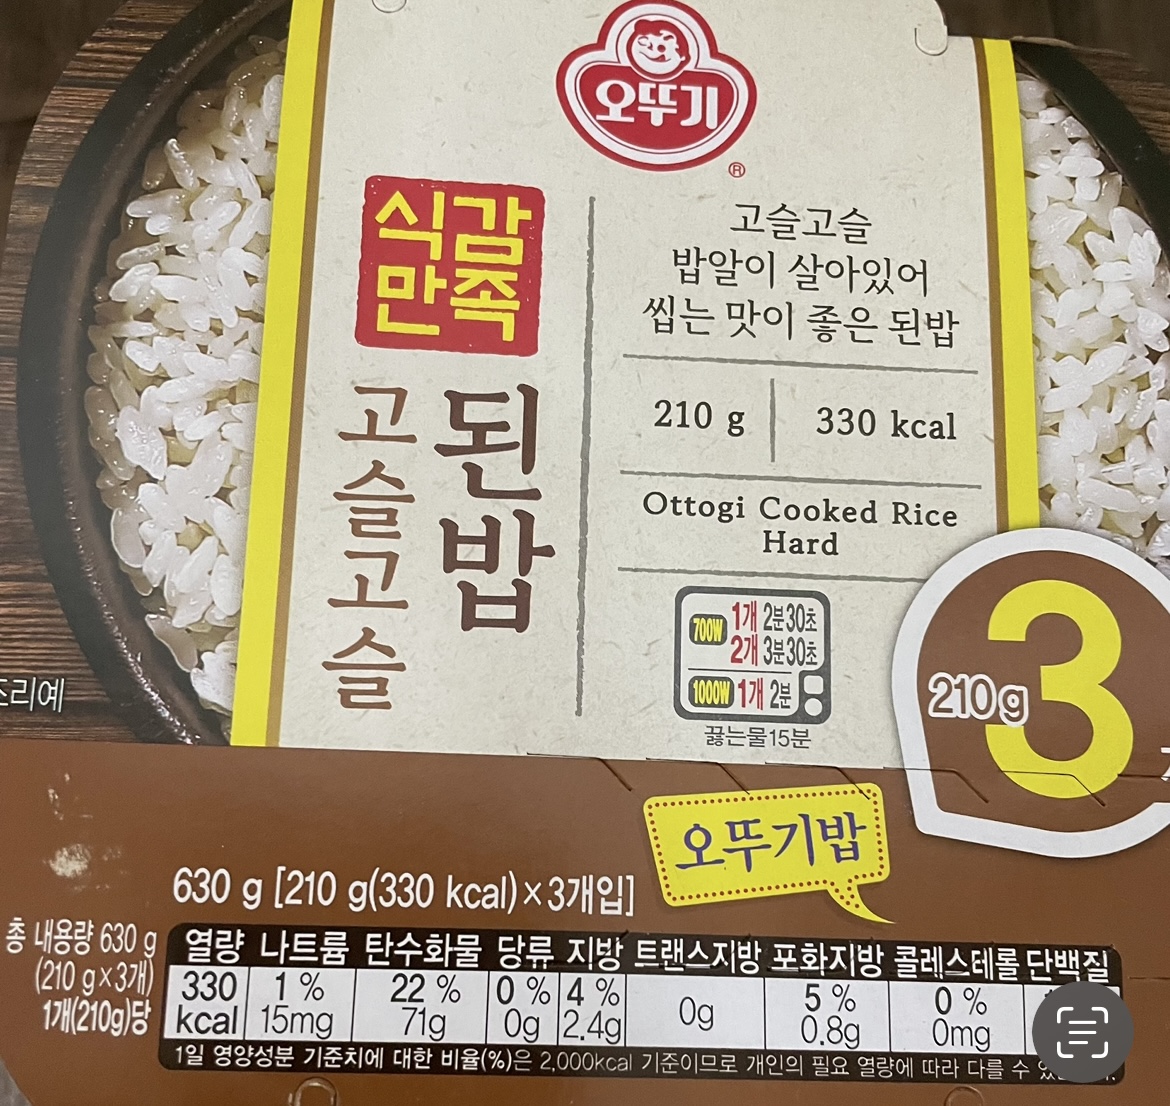 오뚜기
®
식감
만족
고슬고슬
된밥
고슬고슬
밥알이 살아있어
씹는 맛이 좋은 된밥
210 g
330 kcal
Ottogi Cooked Rice
Hard
700W 1개 2분30초
2개 3분30초
1000W 1개 2분
끓는물15분
210g
3
조리예
오뚜기밥
630 g [210 g(330 kcal)×3개입]
총 내용량 630 g
(210 g×3개)
1개(210g)당
열량 나트륨 탄수화물 당류 지방 트랜스지방 포화지방 콜레스테롤 단백질
330 1 % 22 % 0 % 4 % 0g 5 % 0 %
kcal 15mg 71g 0g 2.4g 0.8g 0mg
1일 영양성분 기준치에 대한 비율(%)은 2,000kcal 기준이므로 개인의 필요 열량에 따라 다를 수